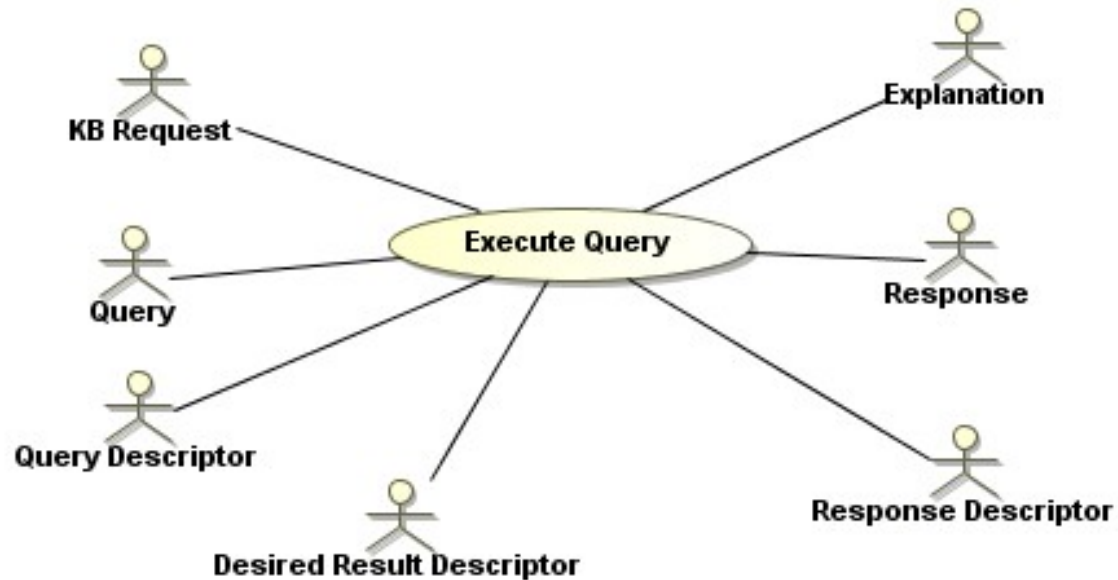 Explanation
KB Request
Execute Query
Response
Query
Query Descriptor
Response Descriptor
Desired Result Descriptor